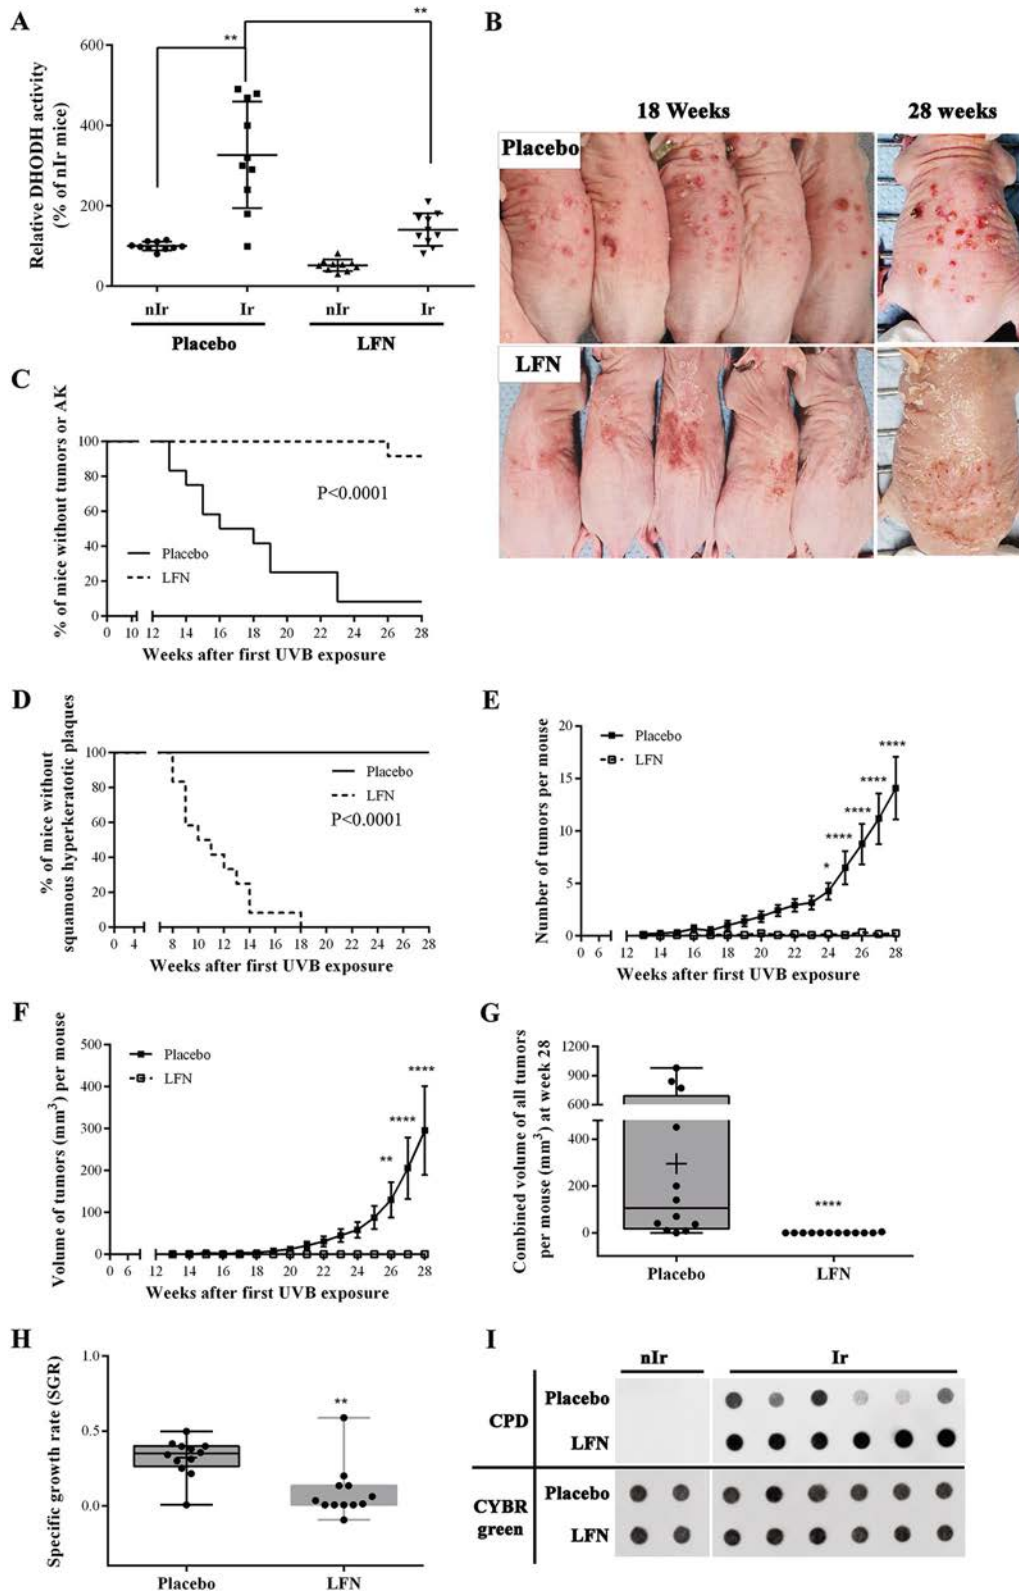 A
**
**
600
400
200
0
Relative DHODH activity
(% of nIr mice)
nIr
Ir
nIr
Ir
Placebo
LFN
B
18 Weeks
28 weeks
Placebo
LFN
C
% of mice without tumors or AK
100
80
60
40
20
0
P<0.0001
Placebo
LFN
0 10 12 14 16 18 20 22 24 26 28
Weeks after first UVB exposure
D
% of mice without
squamous hyperkeratotic plaques
100
80
60
40
20
0
Placebo
LFN
P<0.0001
0 4 8 10 12 14 16 18 20 22 24 26 28
Weeks after first UVB exposure
E
Number of tumors per mouse
20
15
10
5
0
Placebo
LFN
*
****
****
****
****
0 6 14 16 18 20 22 24 26 28
Weeks after first UVB exposure
F
Volume of tumors (mm³) per mouse
500
400
300
200
100
0
Placebo
LFN
**
****
****
0 6 12 14 16 18 20 22 24 26 28
Weeks after first UVB exposure
G
Combined volume of all tumors
per mouse (mm³) at week 28
1200
900
600
400
200
0
****
Placebo
LFN
H
Specific growth rate (SGR)
1.0
0.5
0.0
**
Placebo
LFN
I
nIr
Ir
CPD
Placebo
LFN
CYBR
green
Placebo
LFN